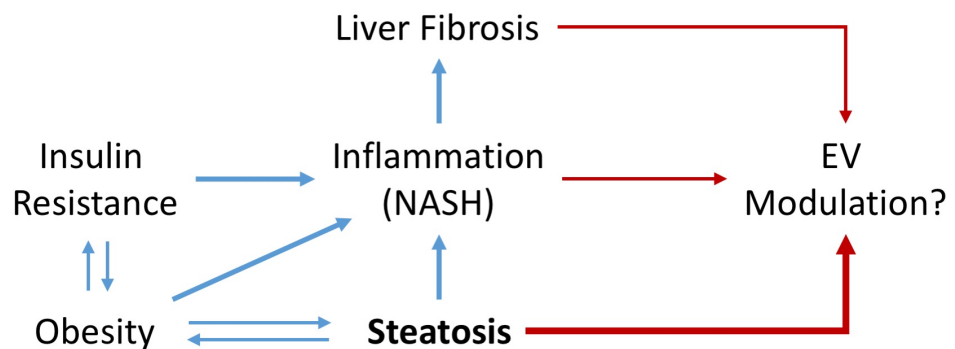 Liver Fibrosis
Insulin
Resistance
Inflammation
(NASH)
EV
Modulation?
Obesity
Steatosis